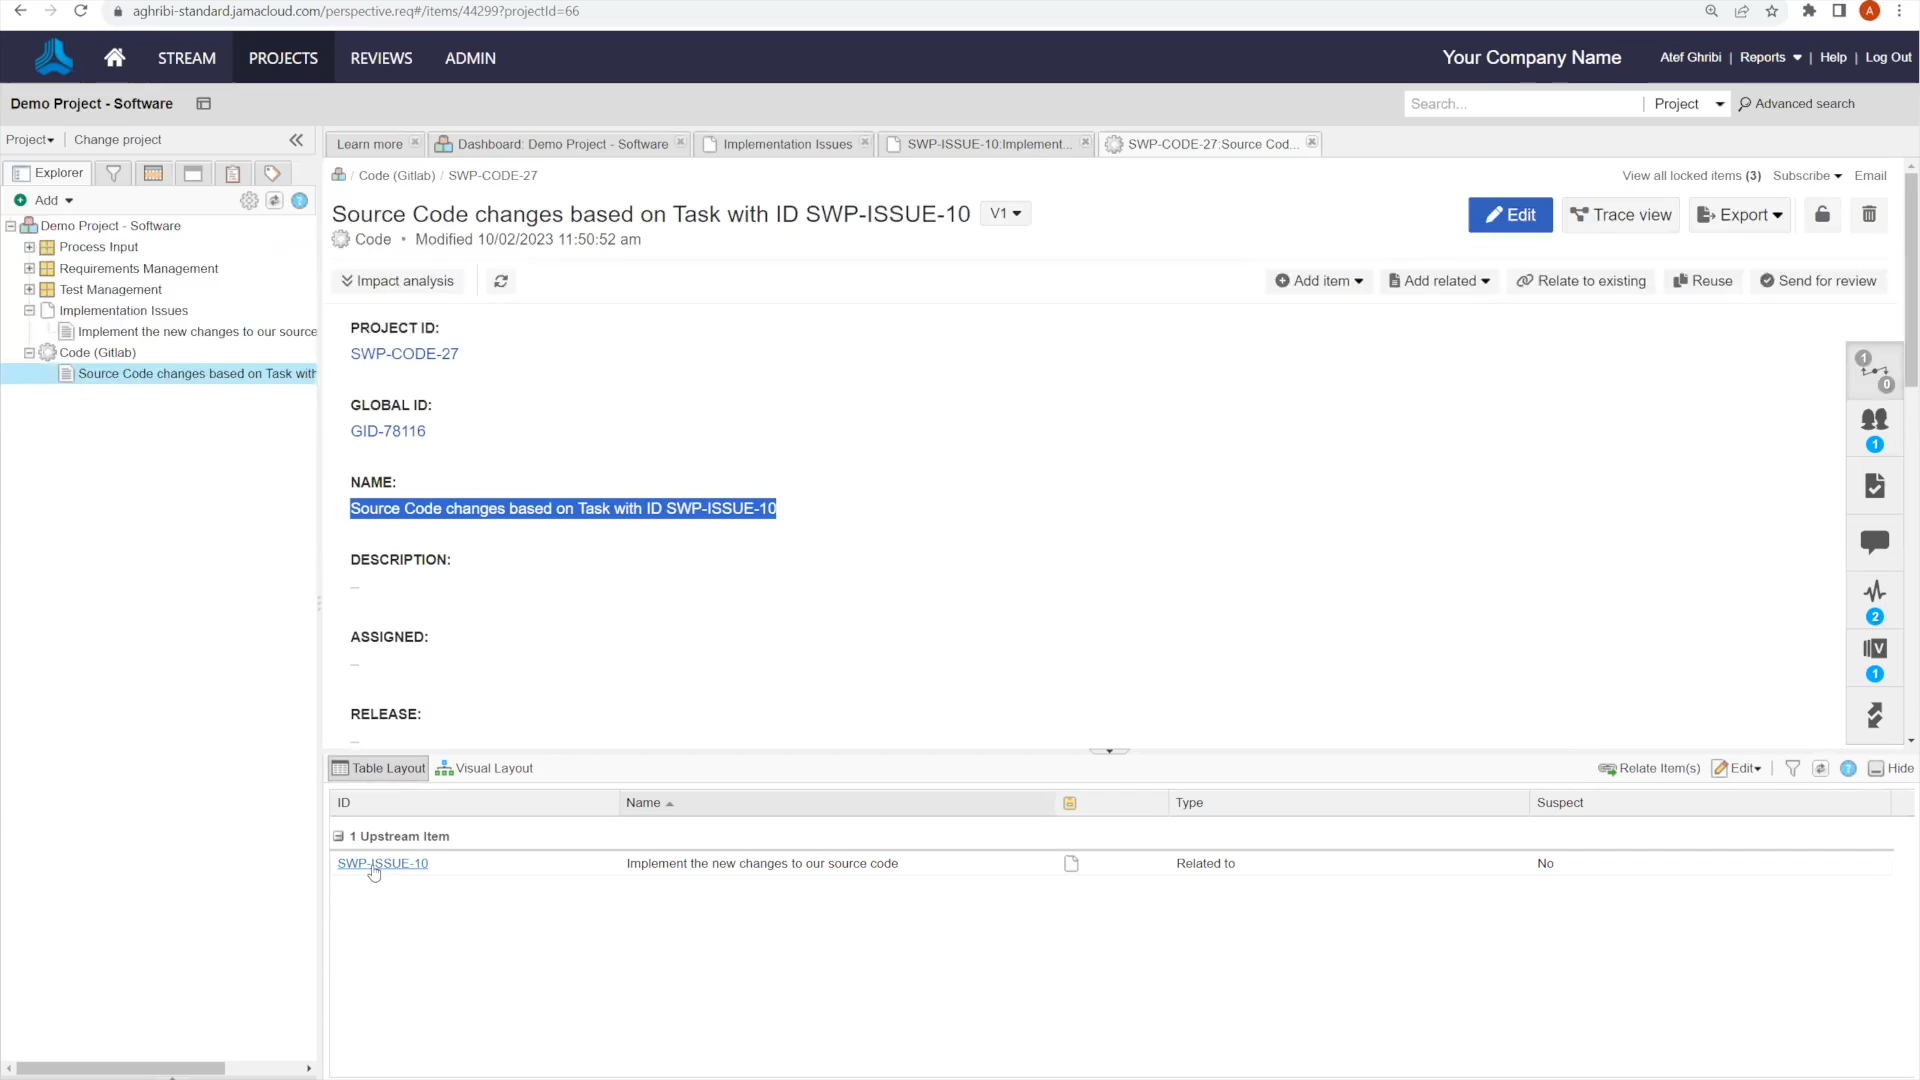 aghribi-standard.jamacloud.com/perspective.req#/items/44299?projectId=66
A
STREAM PROJECTS REVIEWS ADMIN
Your Company Name
Atef Ghribi | Reports | Help | Log Out
Demo Project - Software
Search...
Project
Advanced search
Project
Change project
Learn more
Dashboard: Demo Project - Software
Implementation Issues
SWP-ISSUE-10:Implement...
SWP-CODE-27:Source Cod...
Explorer
Add
Demo Project - Software
Process Input
Requirements Management
Test Management
Implementation Issues
Implement the new changes to our source
Code (Gitlab)
Source Code changes based on Task with
/ Code (Gitlab) / SWP-CODE-27
View all locked items (3) Subscribe Email
Source Code changes based on Task with ID SWP-ISSUE-10
V1
Edit
Trace view
Export
Code • Modified 10/02/2023 11:50:52 am
Impact analysis
Add item
Add related
Relate to existing
Reuse
Send for review
PROJECT ID:
SWP-CODE-27
GLOBAL ID:
GID-78116
NAME:
Source Code changes based on Task with ID SWP-ISSUE-10
DESCRIPTION:
–
ASSIGNED:
–
RELEASE:
–
1
0
1
2
V
1
Table Layout
Visual Layout
Relate Item(s)
Edit
Hide
ID Name Type Suspect
1 Upstream Item
SWP-ISSUE-10 Implement the new changes to our source code Related to No